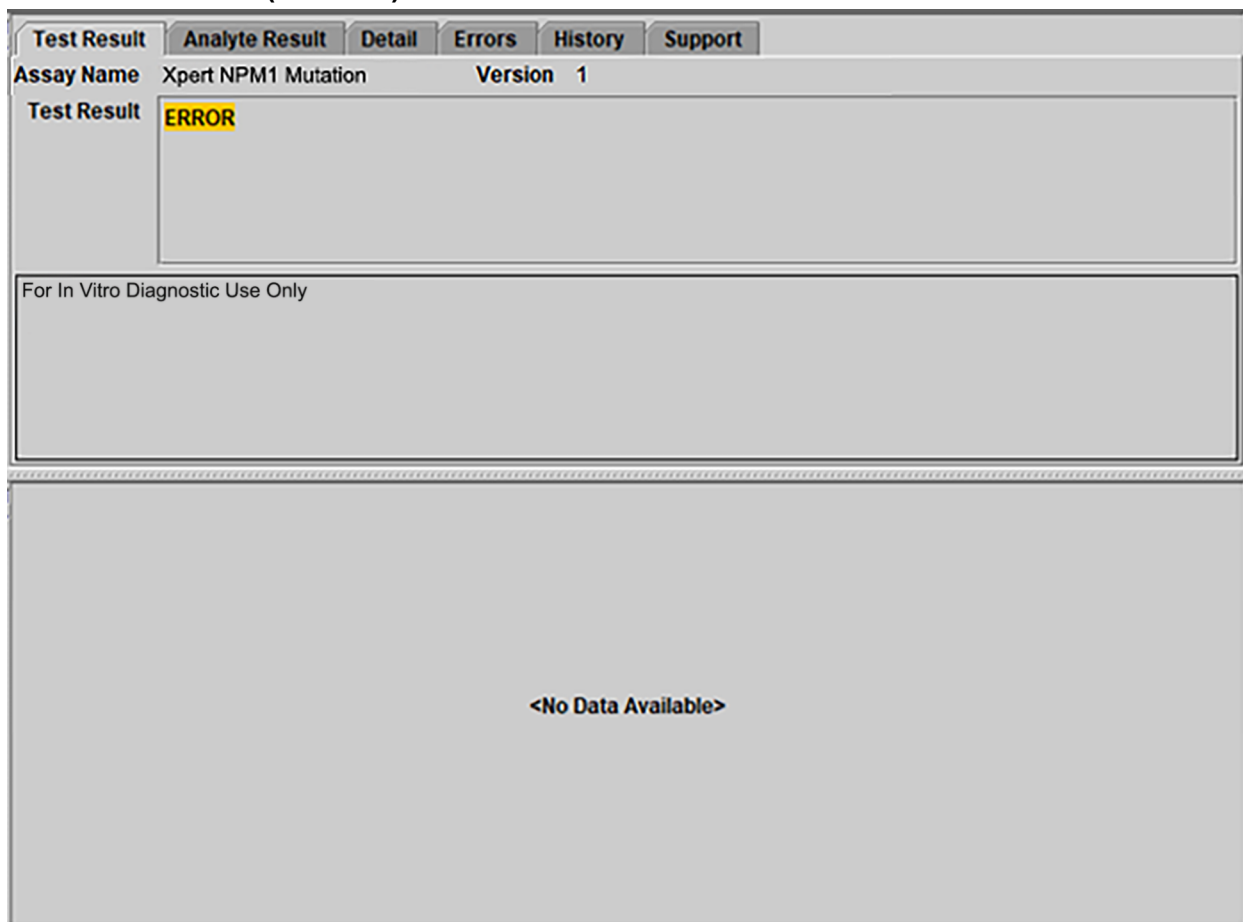 Test Result Analyte Result Detail Errors History Support
Assay Name Xpert NPM1 Mutation Version 1
Test Result ERROR
For In Vitro Diagnostic Use Only
<No Data Available>